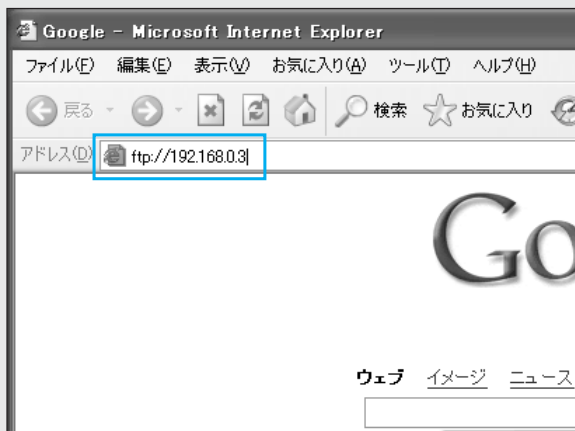 Google - Microsoft Internet Explorer
ファイル(F) 編集(E) 表示(V) お気に入り(A) ツール(T) ヘルプ(H)
戻る 検索 お気に入り
アドレス(D) ftp://192.168.0.3
Go
ウェブ イメージ ニュース